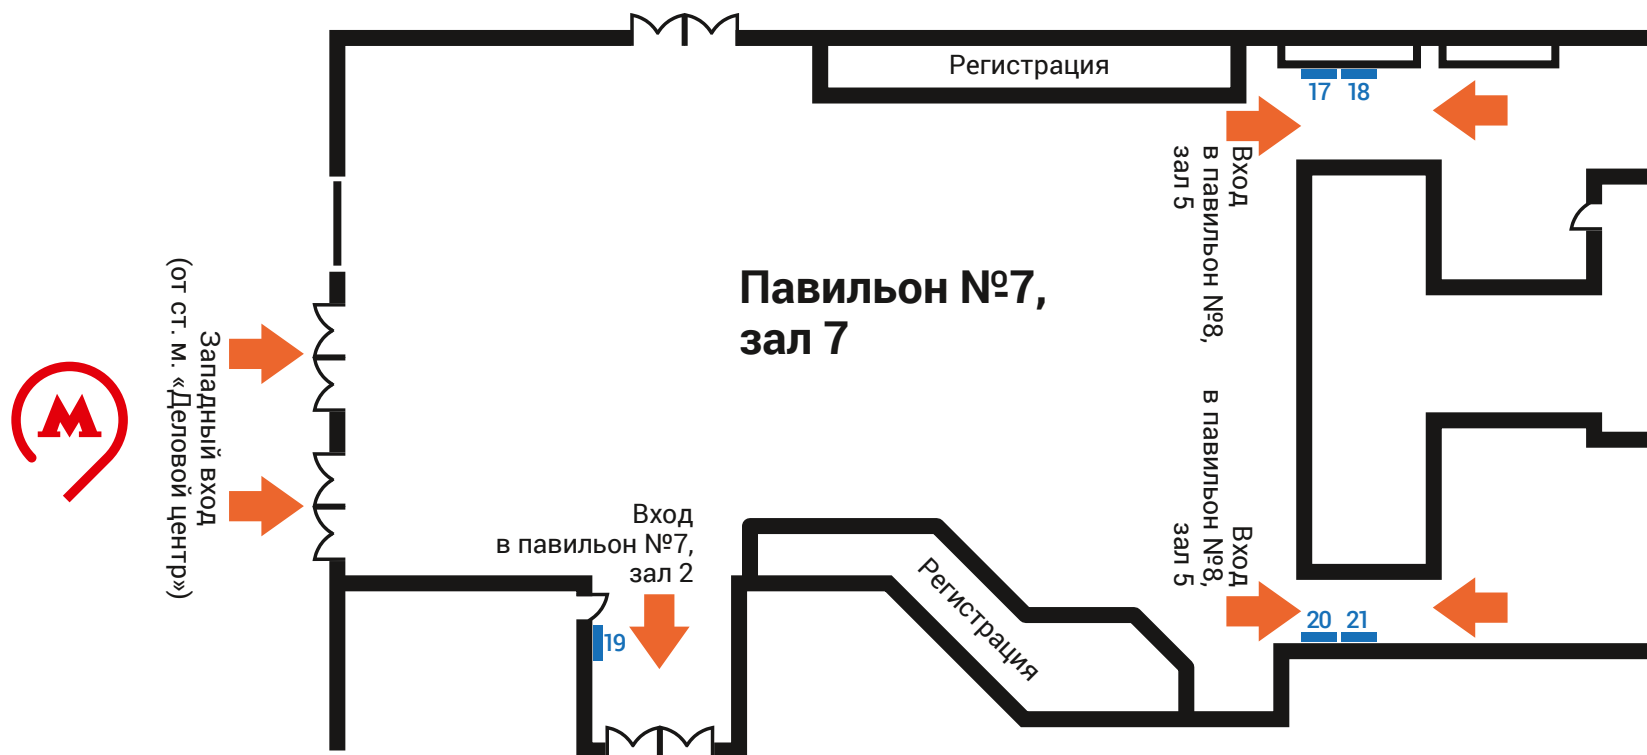 Регистрация
17 18
Вход
в павильон №8,
зал 5
Павильон №7,
зал 7
Западный вход
(от ст. м. «Деловой центр»)
М
Вход
в павильон №7,
зал 2
19
Регистрация
Вход
в павильон №8,
зал 5
20 21